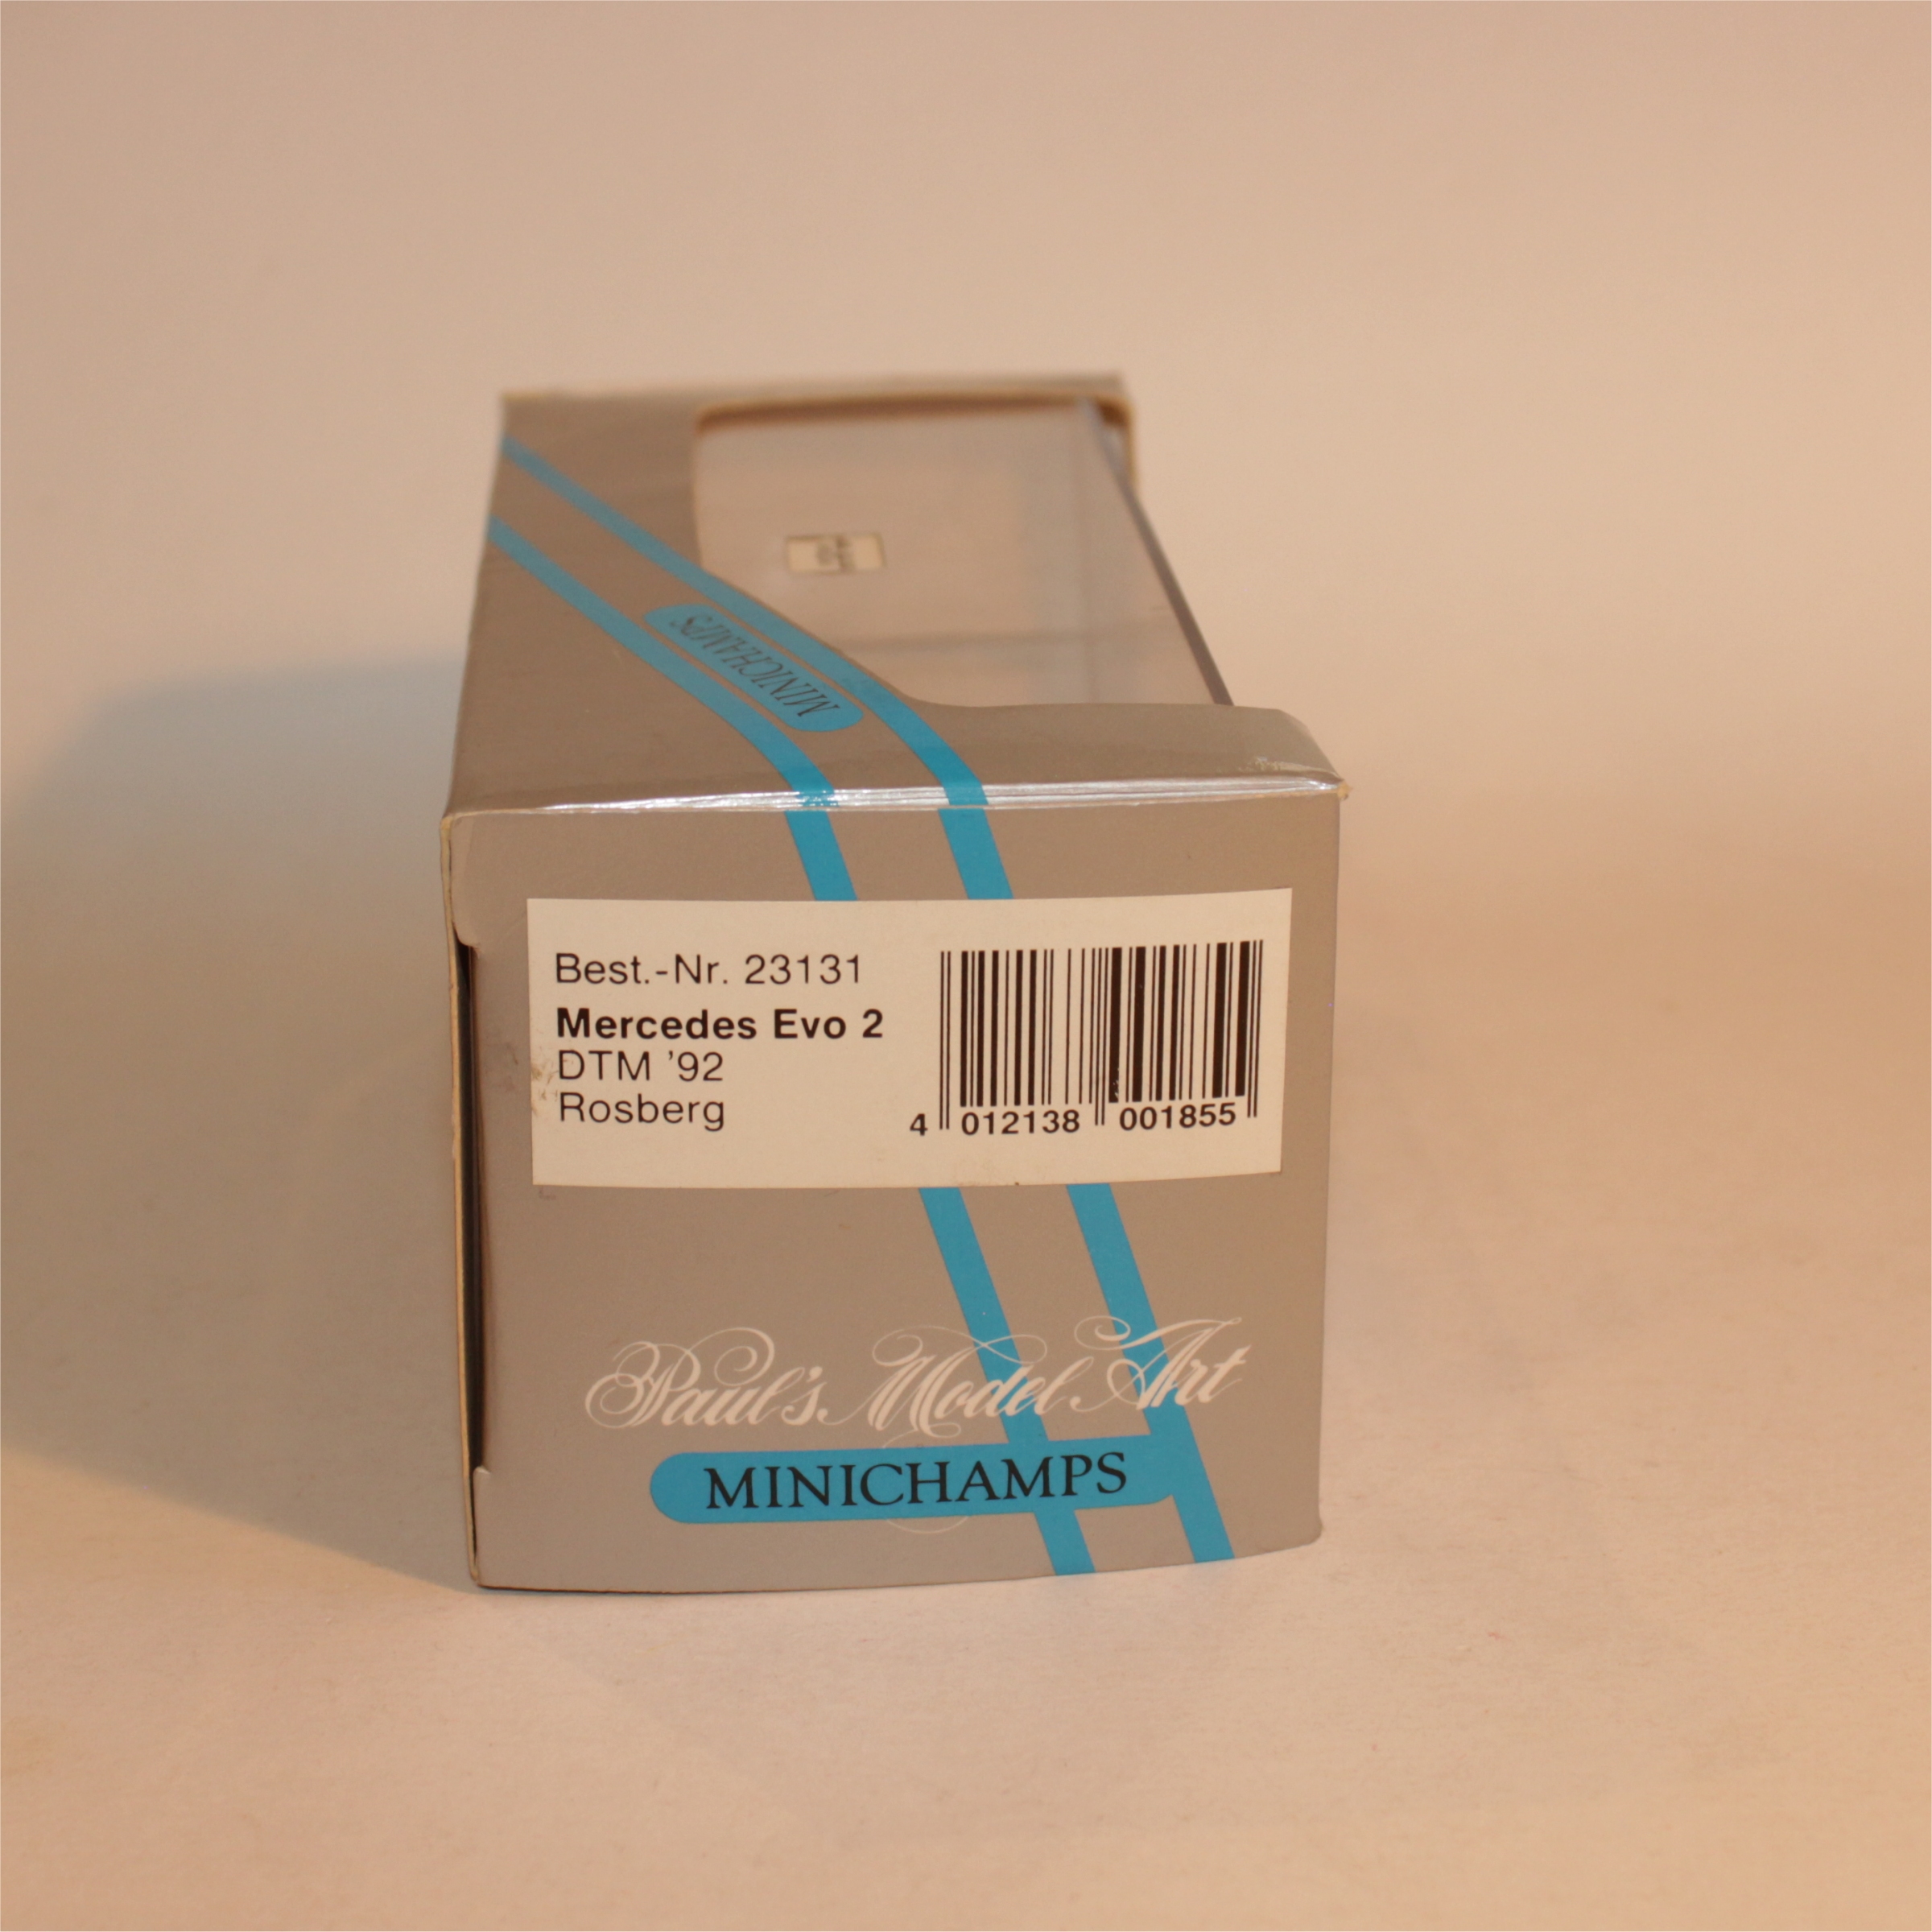 MINICHAMPS
Best.-Nr. 23131
Mercedes Evo 2
DTM '92
Rosberg
4 012138 001855
Paul's Model Art
MINICHAMPS